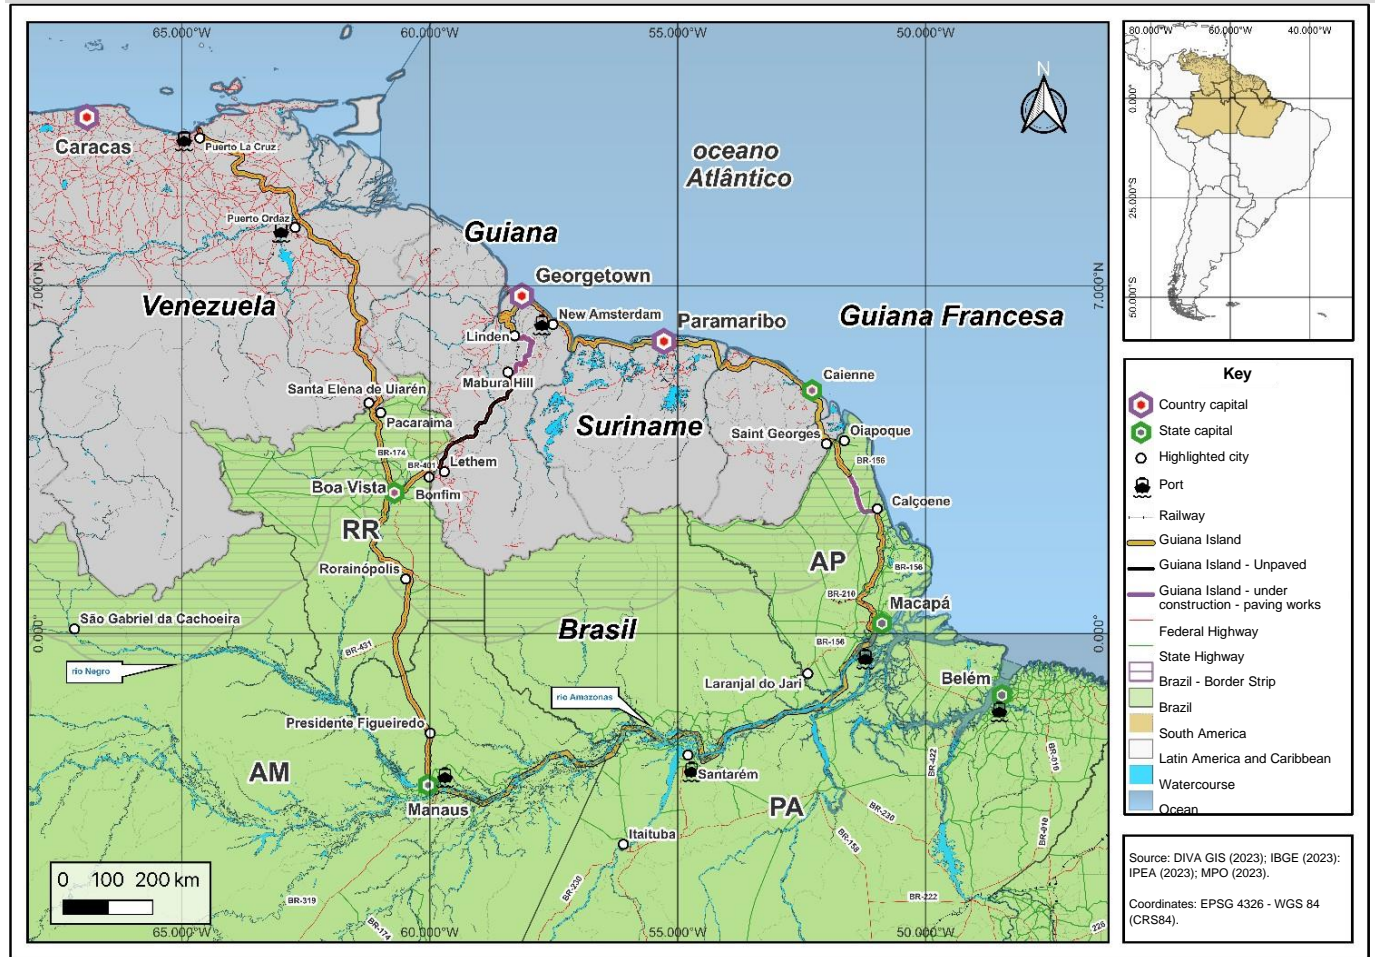 65.000°W
60.000°W
55.000°W
50.000°W
N
oceano
Atlântico
Caracas
Puerto La Cruz
Puerto Ordaz
Guiana
Georgetown
Venezuela
7.000°N
New Amsterdam
Paramaribo
Guiana Francesa
7.000°N
Linden
Mabura Hill
Caienne
Santa Elena de Uiarén
Pacaraima
Suriname
Saint Georges
Oiapoque
BR-174
BR-156
BR-401
Lethem
Boa Vista
Bonfim
Calçoene
RR
AP
Rorainópolis
BR-156
BR-210
Macapá
São Gabriel da Cachoeira
Brasil
0.000°
0.000°
BR-431
BR-156
rio Negro
Laranjal do Jari
Belém
rio Amazonas
Presidente Figueiredo
BR-422
BR-010
AM
Santarém
Manaus
PA
BR-230
Itaituba
BR-158
BR-010
0 100 200 km
BR-319
BR-230
BR-222
BR-174
226
65.000°W
60.000°W
55.000°W
50.000°W
80.000°W
60.000°W
40.000°W
0.000°
25.000°S
50.000°S
Key
Country capital
State capital
Highlighted city
Port
Railway
Guiana Island
Guiana Island - Unpaved
Guiana Island - under
construction - paving works
Federal Highway
State Highway
Brazil - Border Strip
Brazil
South America
Latin America and Caribbean
Watercourse
Ocean
Source: DIVA GIS (2023); IBGE (2023):
IPEA (2023); MPO (2023).
Coordinates: EPSG 4326 - WGS 84
(CRS84).